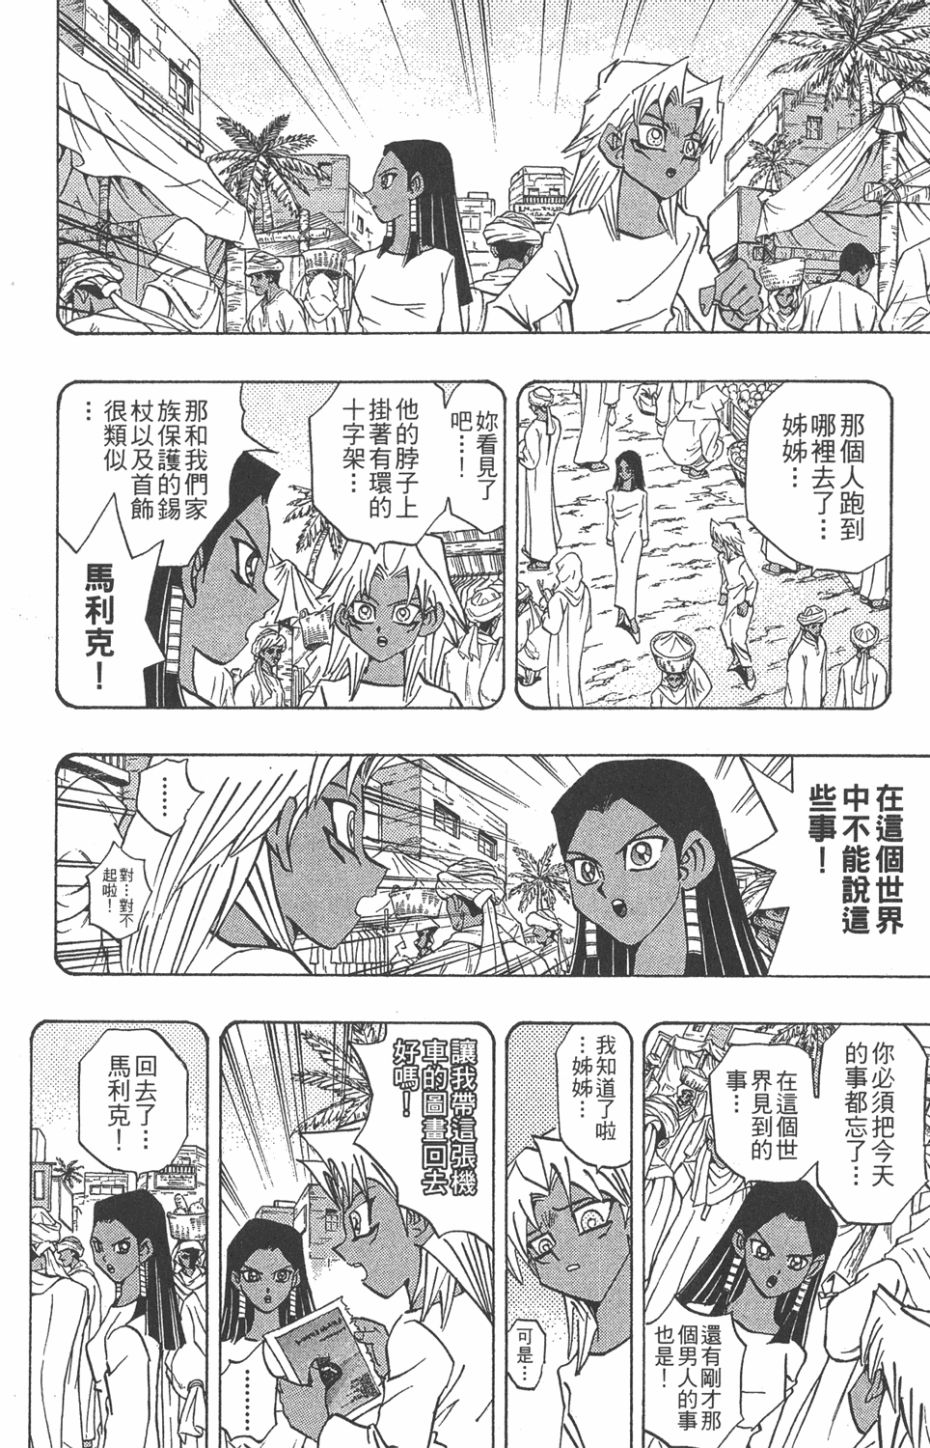 那個人跑到
哪裡去了…
姊姊…
妳看見了
吧…！
他的脖子上
掛著有環的
十字架…
那和我們家
族保護的錫
杖以及首飾
很類似
…
馬利克！
在這個世界
中不能說這
些事！
……
對…對不
起啦！
你必須把今天
的事都忘了…
在這個世
界見到的
事…
還有剛才那
個男人的事
也是！
我知道了啦
…姊姊…
可是…
讓我帶這張機
車的圖畫回去
好嗎！
……
回去了…
馬利克！